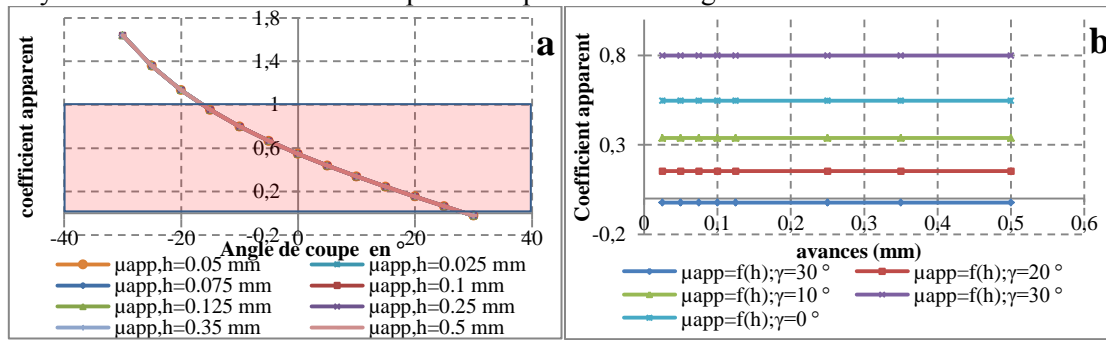 a
coefficient apparent
1,8
1,4
1
0,6
0,2
-0,2
-40
-20
0
20
40
Angle de coupe en °
µapp,h=0.05 mm
µapp,h=0.025 mm
µapp,h=0.075 mm
µapp,h=0.1 mm
µapp,h=0.125 mm
µapp,h=0.25 mm
µapp,h=0.35 mm
µapp,h=0.5 mm
b
Coefficient apparent
0,8
0,3
-0,2
0
0,1
0,2
0,3
0,4
0,5
0,6
avances (mm)
µapp=f(h);γ=30 °
µapp=f(h);γ=20 °
µapp=f(h);γ=10 °
µapp=f(h);γ=30 °
µapp=f(h);γ=0 °